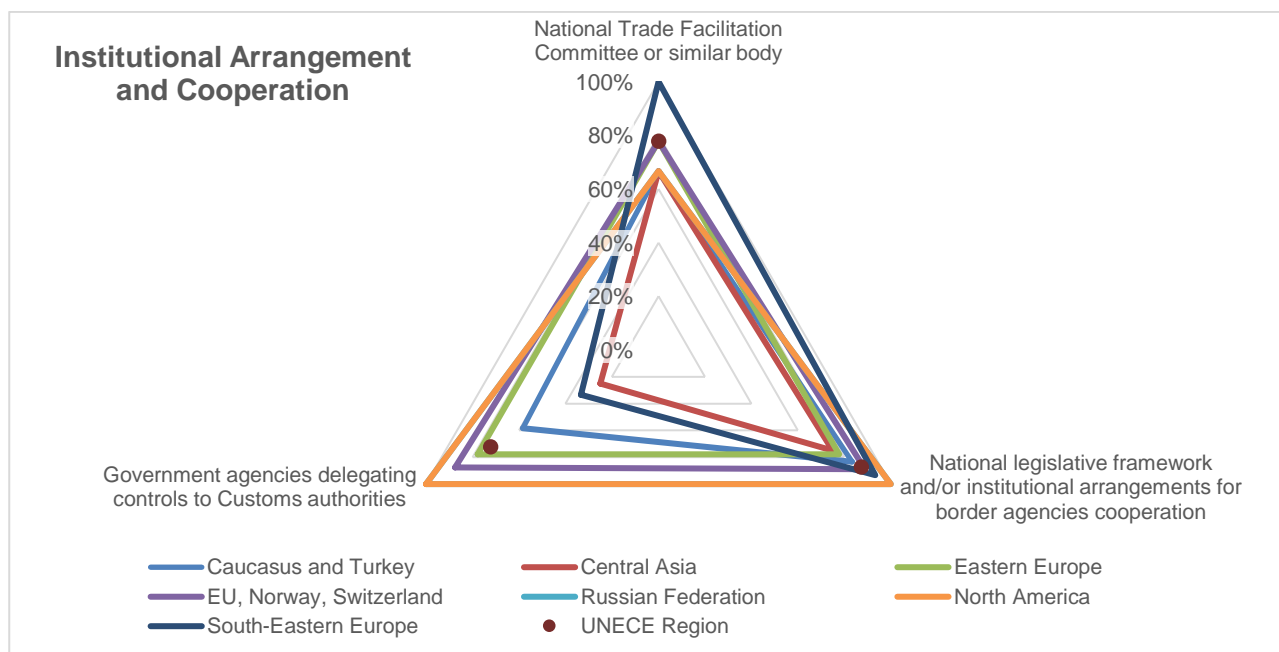 Institutional Arrangement
and Cooperation
National Trade Facilitation
Committee or similar body
100%
80%
60%
40%
20%
0%
Government agencies delegating
controls to Customs authorities
National legislative framework
and/or institutional arrangements for
border agencies cooperation
Caucasus and Turkey
Central Asia
Eastern Europe
EU, Norway, Switzerland
Russian Federation
North America
South-Eastern Europe
UNECE Region